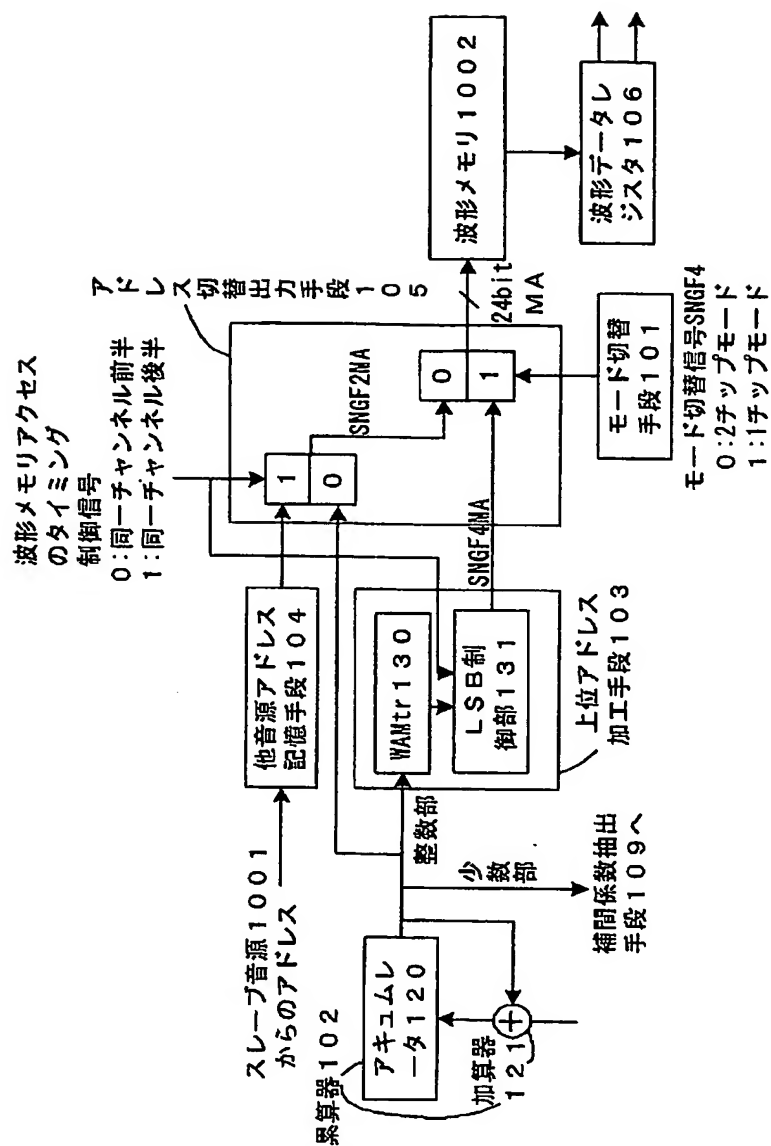 波形メモリアクセス
のタイミング
制御信号
0:同一チャンネル前半
1:同一チャンネル後半
アドレス切替出力手段105
スレーブ音源1001
からのアドレス
他音源アドレス
記憶手段104
1
0
SNGF2MA
0
1
24bit
MA
波形メモリ1002
波形データレ
ジスタ106
累算器102
アキュムレ
ータ120
加算器
121
整数部
少数部
補間係数抽出
手段109へ
WAMtr130
LSB制
御部131
上位アドレス
加工手段103
SNGF4MA
モード切替
手段101
モード切替信号SNGF4
0:2チップモード
1:1チップモード